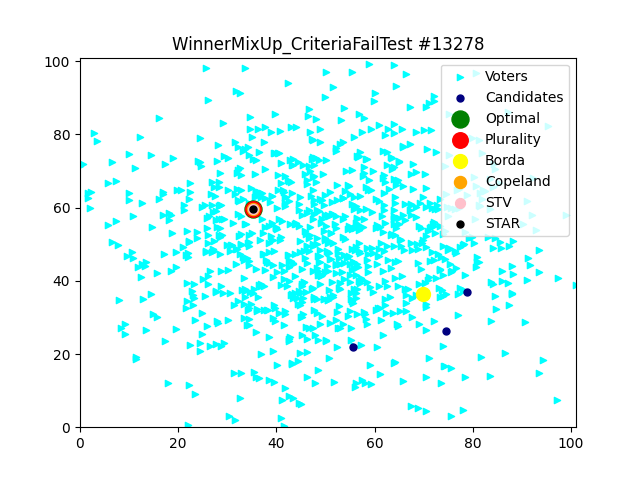 WinnerMixUp_CriteriaFailTest #13278
100
80
60
40
20
0
0
20
40
60
80
100
Voters
Candidates
Optimal
Plurality
Borda
Copeland
STV
STAR